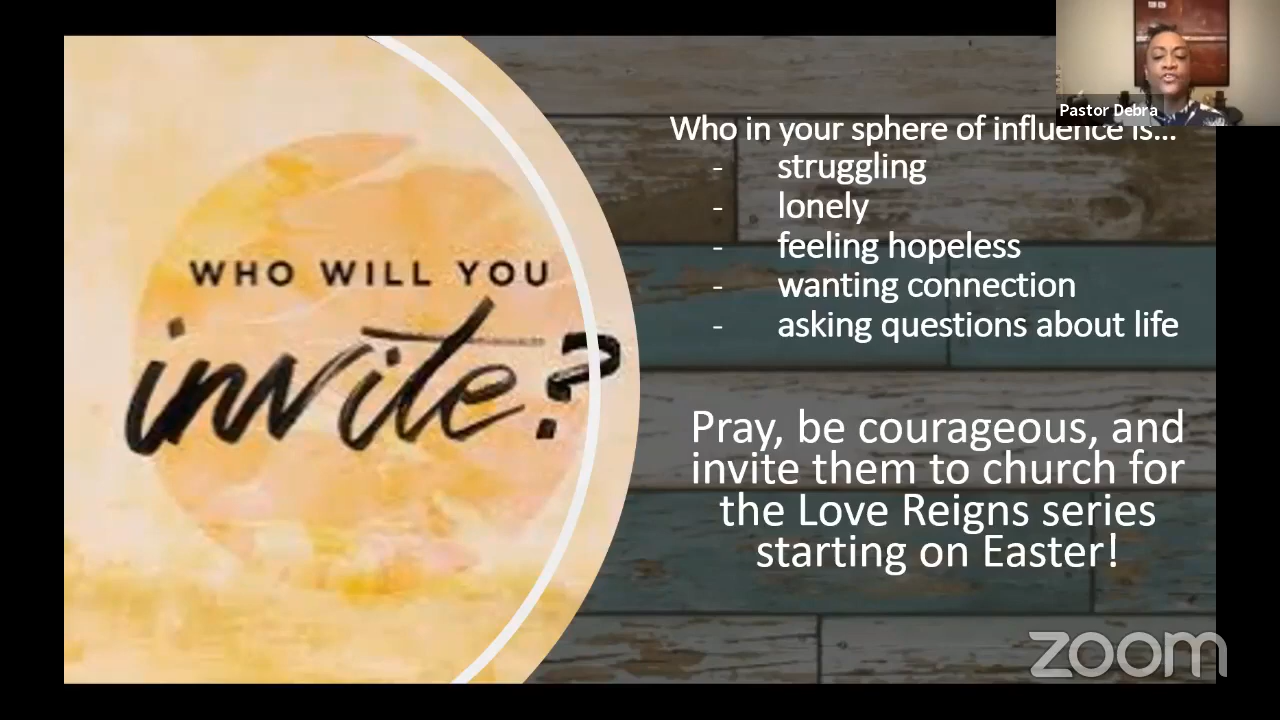 WHO WILL YOU
invite?
Pastor Debra
Who in your sphere of influence is...
- struggling
- lonely
- feeling hopeless
- wanting connection
- asking questions about life
Pray, be courageous, and
invite them to church for
the Love Reigns series
starting on Easter!
zoom